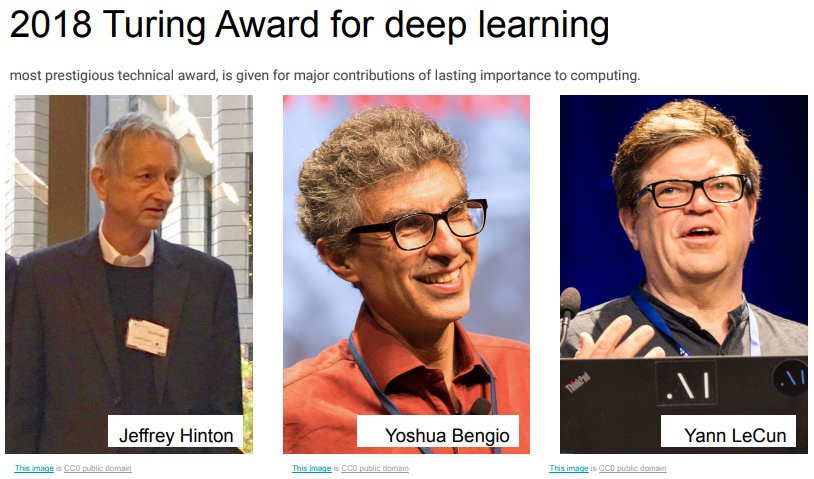 2018 Turing Award for deep learning
most prestigious technical award, is given for major contributions of lasting importance to computing.
ThinkPad
.\I
.\I
Jeffrey Hinton
Yoshua Bengio
Yann LeCun
This image is CC0 public domain
This image is CC0 public domain
This image is CC0 public domain